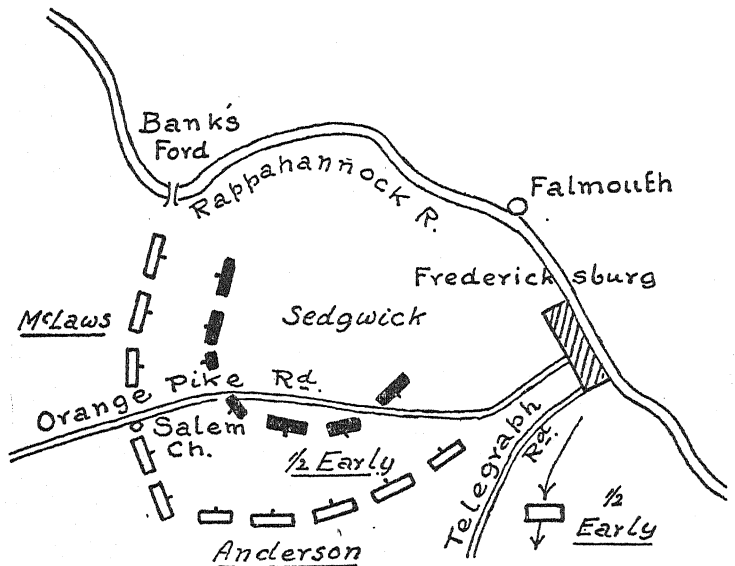 Bank's
Ford
Rappahannock R.
Falmouth
Fredericksburg
McLaws
Sedgwick
Orange Pike Rd.
Salem
Ch.
1/2 Early
Telegraph Rd.
1/2
Early
Anderson